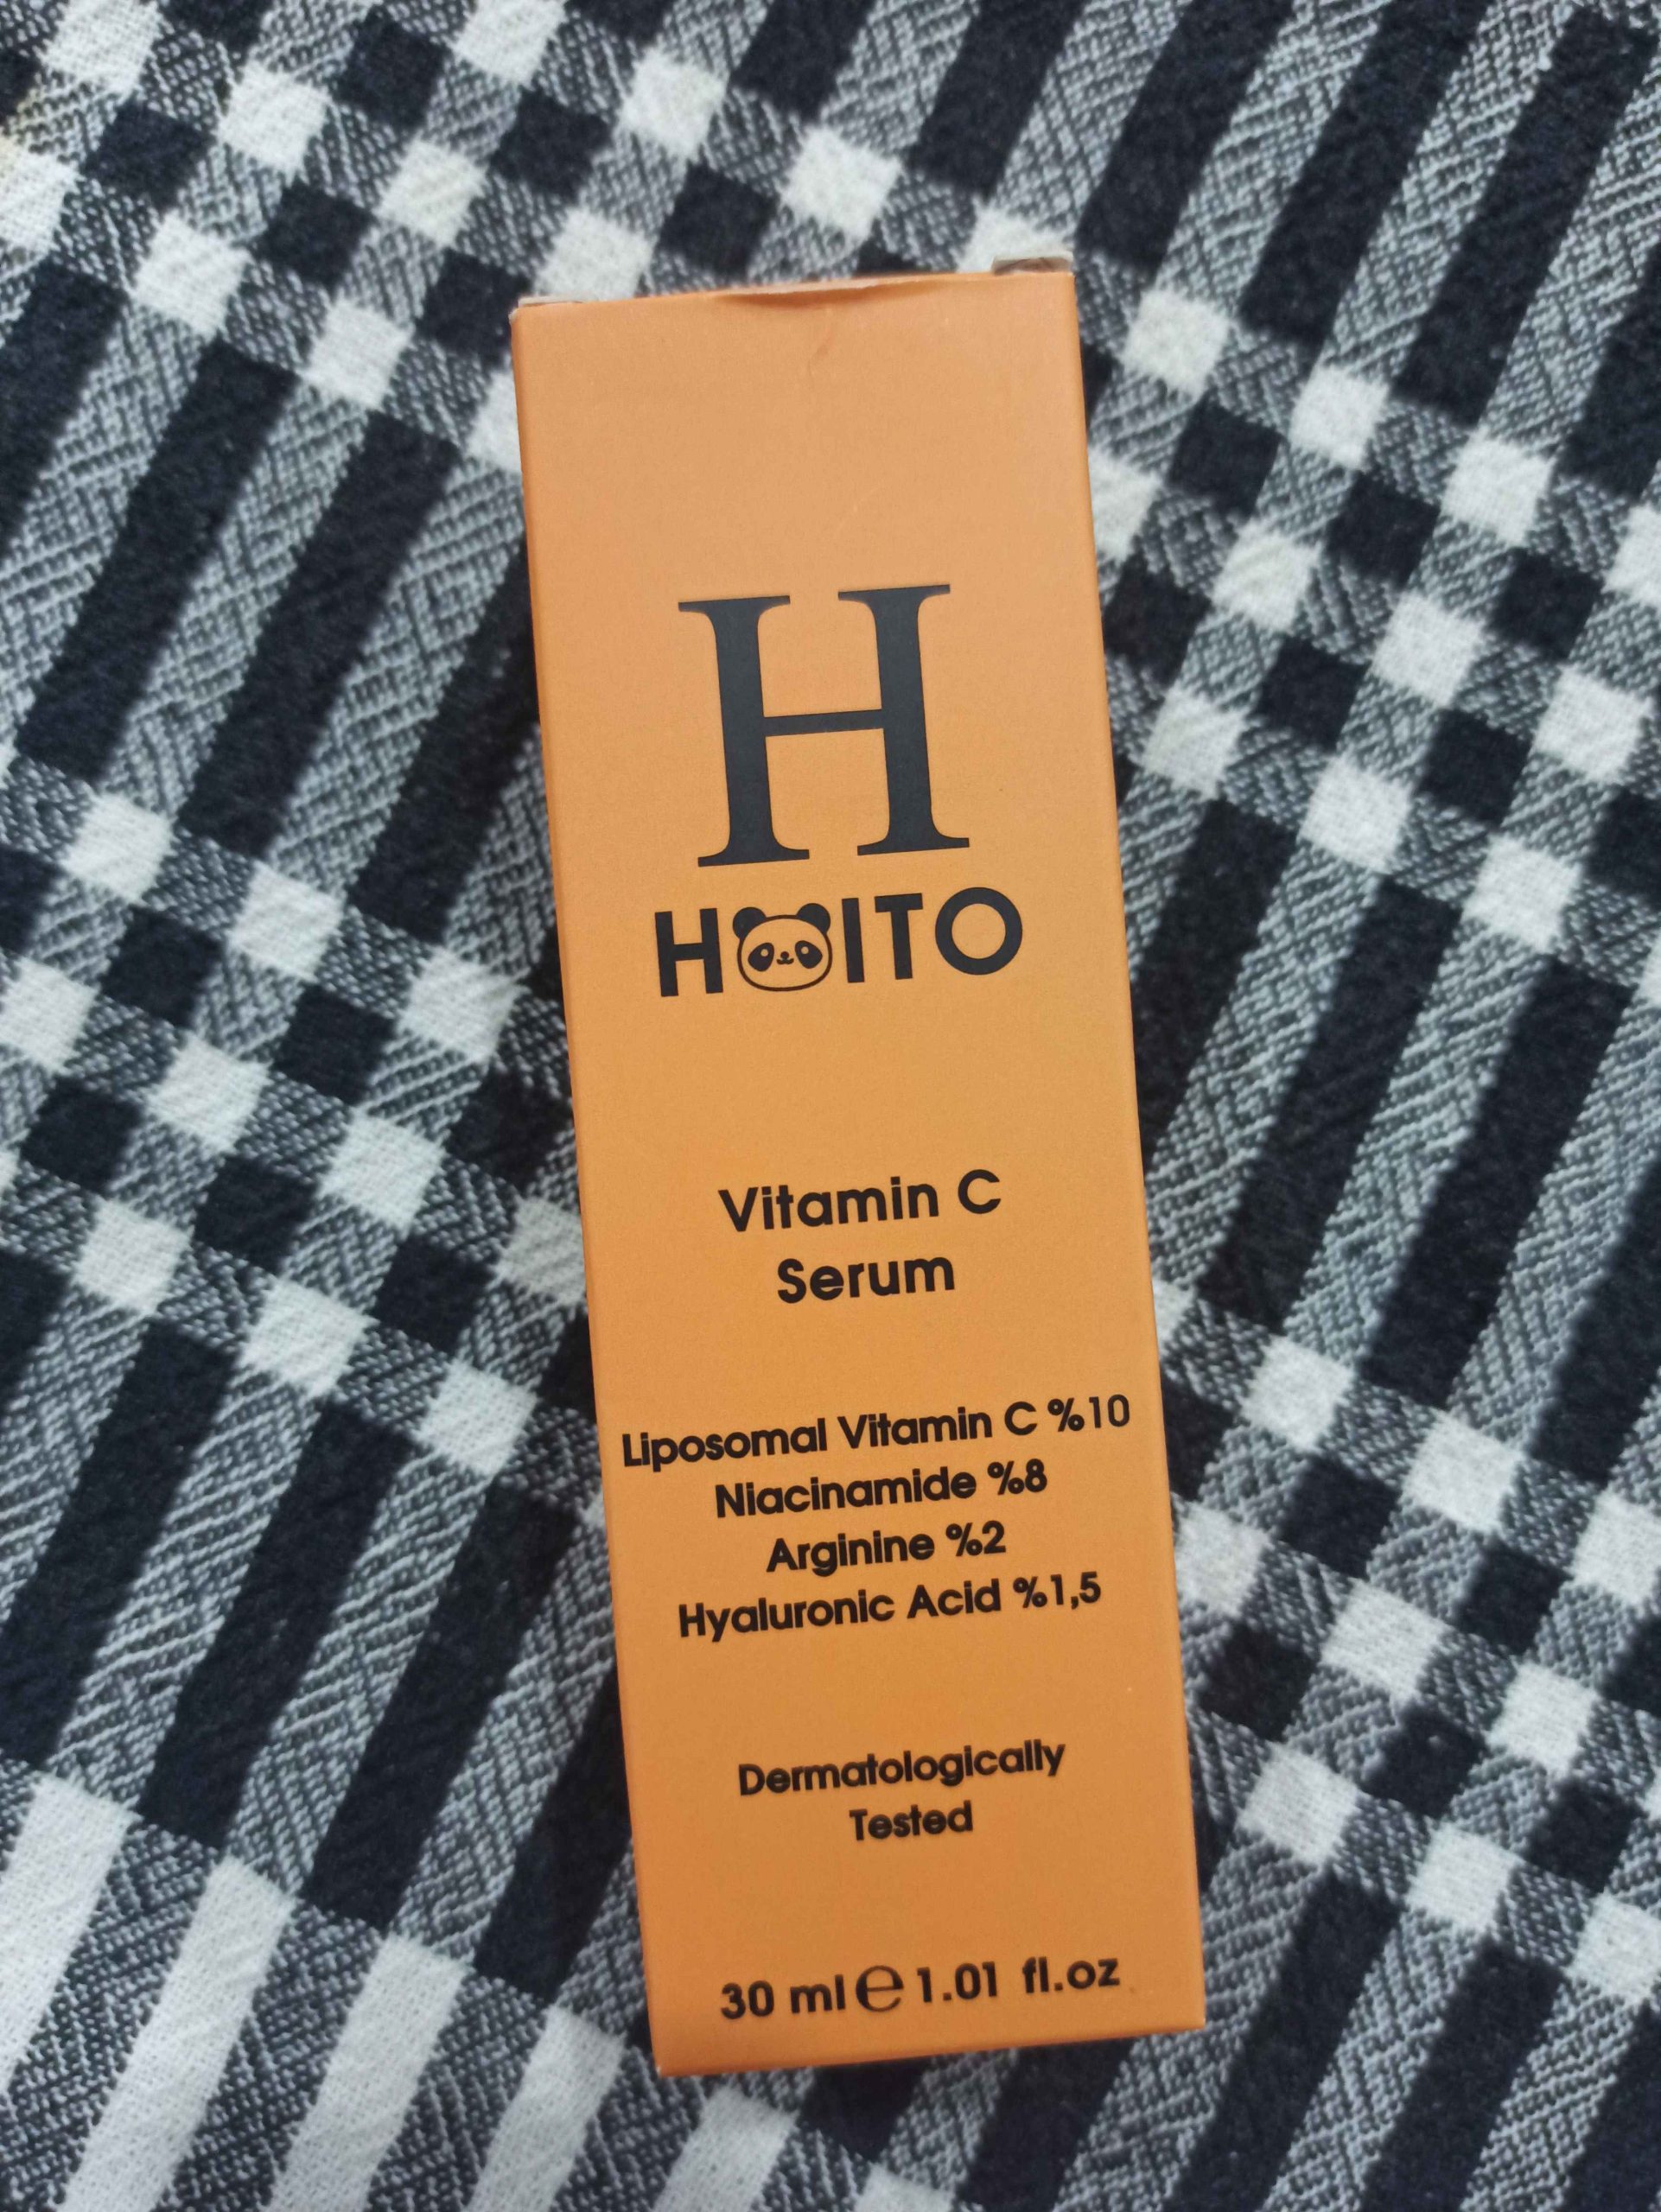 H
HOITO
Vitamin C
Serum
Liposomal Vitamin C %10
Niacinamide %8
Arginine %2
Hyaluronic Acid %1,5
Dermatologically
Tested
30 ml ℮ 1.01 fl.oz